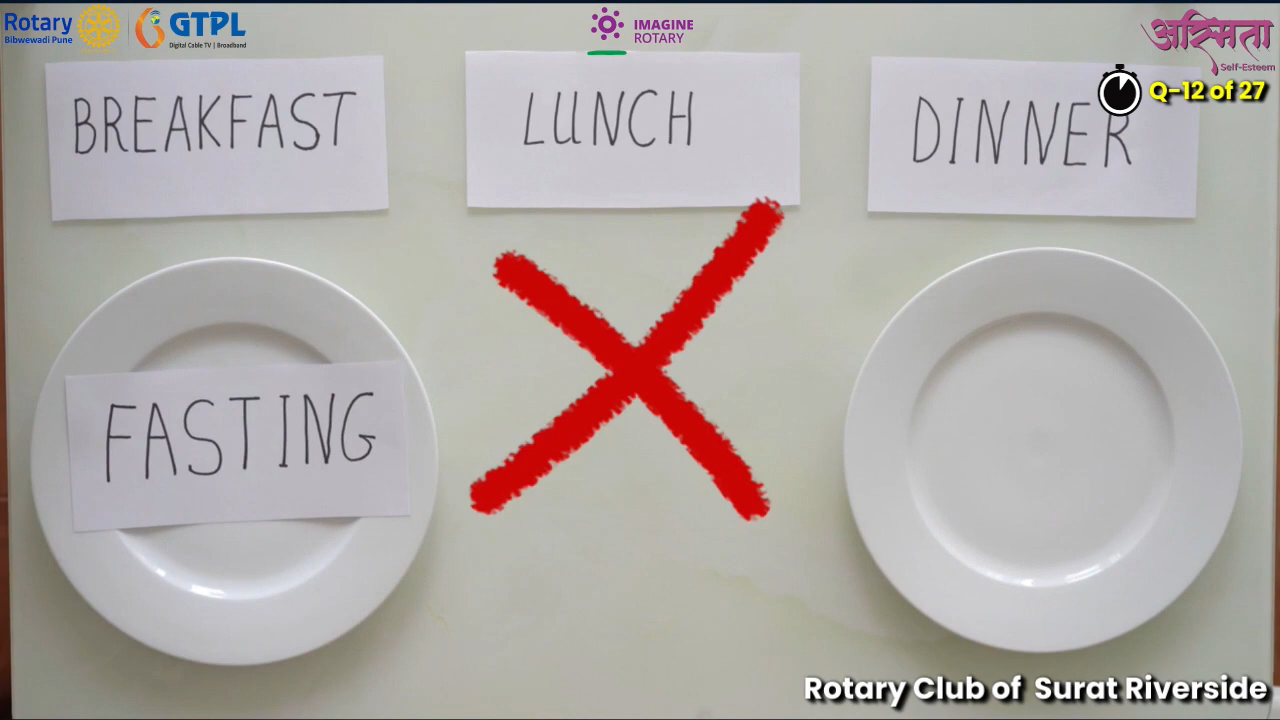 Rotary
Bibwewadi Pune
GTPL
Digital Cable TV | Broadband
IMAGINE
ROTARY
अस्मिता
Self-Esteem
Q-12 of 27
BREAKFAST
LUNCH
DINNER
FASTING
Rotary Club of Surat Riverside